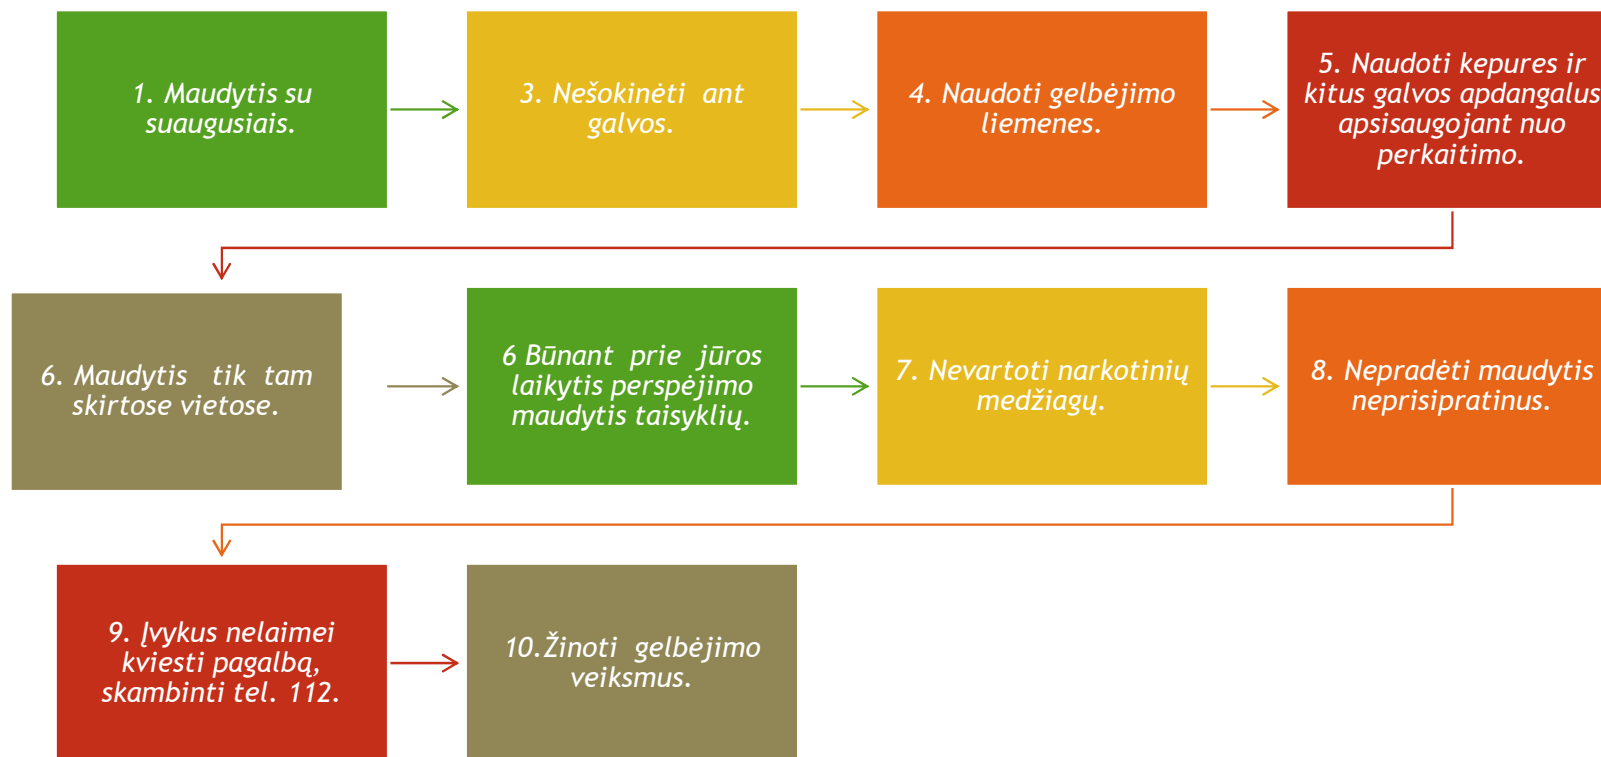 1. Maudytis su
suaugusiais.
3. Nešokinėti ant
galvos.
4. Naudoti gelbėjimo
liemenes.
5. Naudoti kepures ir
kitus galvos apdangalus
apsisaugojant nuo
perkaitimo.
6. Maudytis tik tam
skirtose vietose.
6 Būnant prie jūros
laikytis perspėjimo
maudytis taisyklių.
7. Nevartoti narkotinių
medžiagų.
8. Nepradėti maudytis
neprisipratinus.
9. Įvykus nelaimei
kviesti pagalbą,
skambinti tel. 112.
10.Žinoti gelbėjimo
veiksmus.